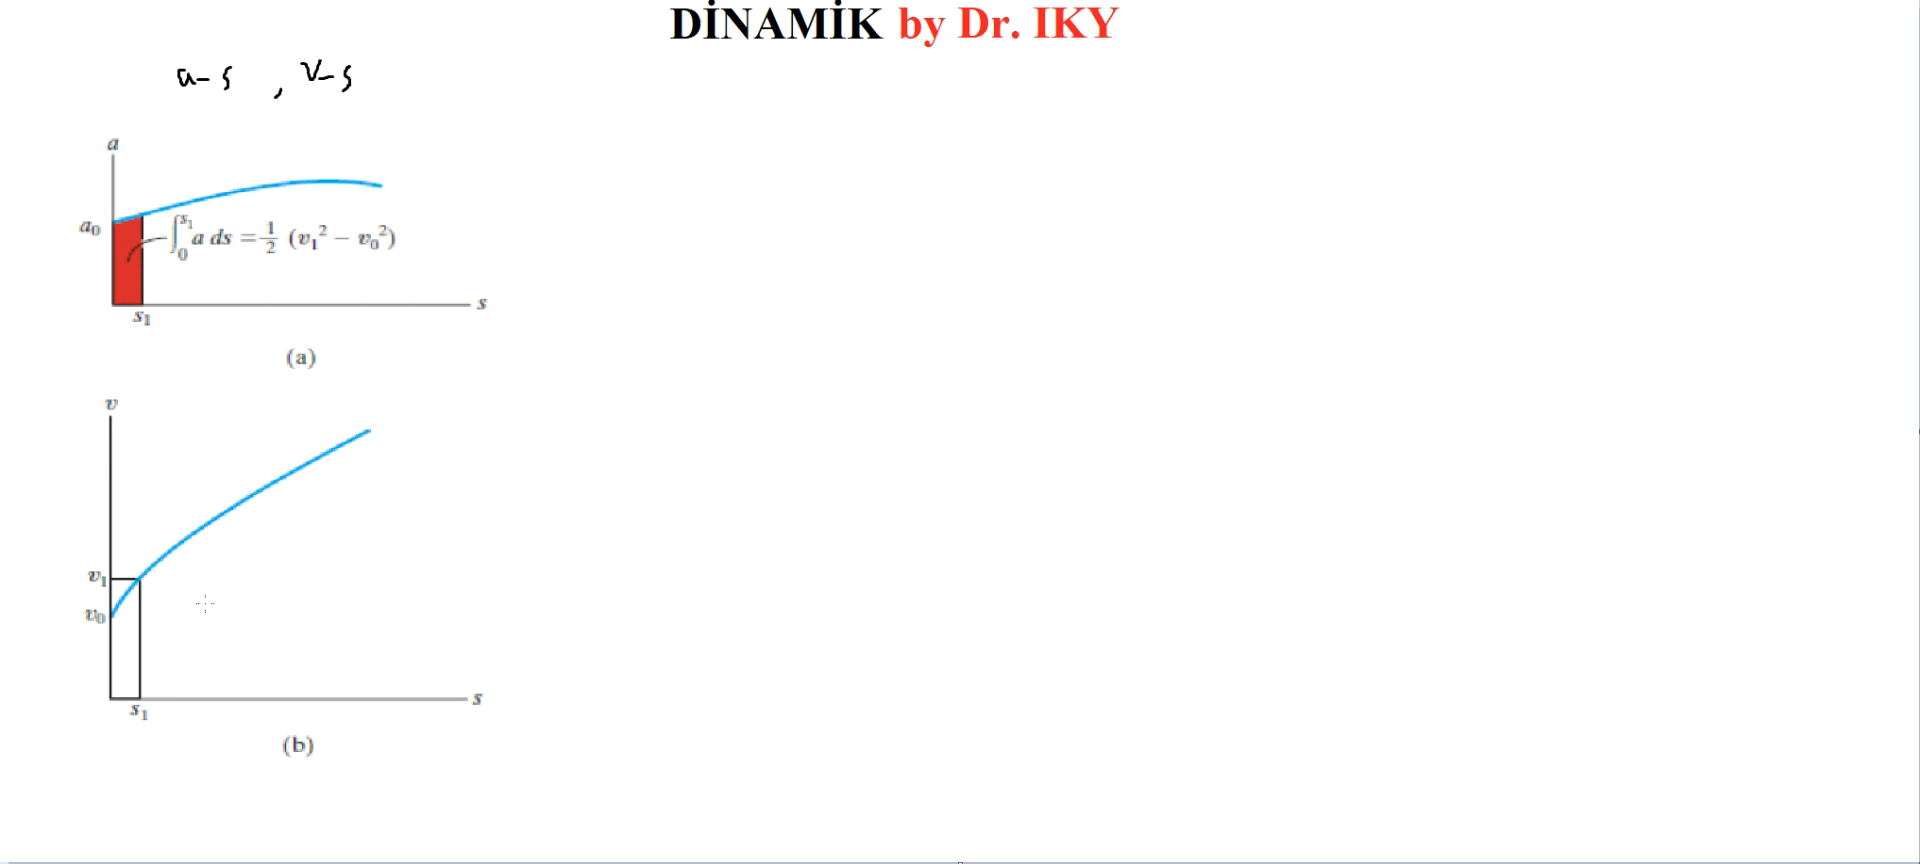 DİNAMİK by Dr. IKY
a-s , v-s
a
a₀
∫₀^{s₁} a ds = 1/2 (v₁² − v₀²)
s
s₁
(a)
v
v₁
v₀
s
s₁
(b)